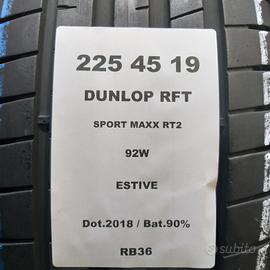 225 45 19
DUNLOP RFT
SPORT MAXX RT2
92W
ESTIVE
Dot.2018 / Bat.90%
RB36
subito